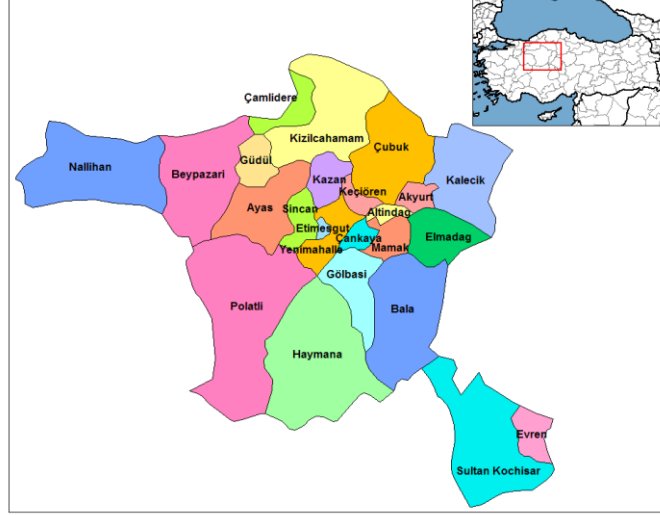 Çamlidere
Kizilcahamam
Çubuk
Nallihan
Beypazari
Güdül
Kazan
Keçiören
Akyurt
Kalecik
Ayas
Sincan
Altindag
Etimesgut
Çankaya
Elmadag
Yenimahalle
Mamak
Gölbasi
Polatli
Bala
Haymana
Evren
Sultan Kochisar